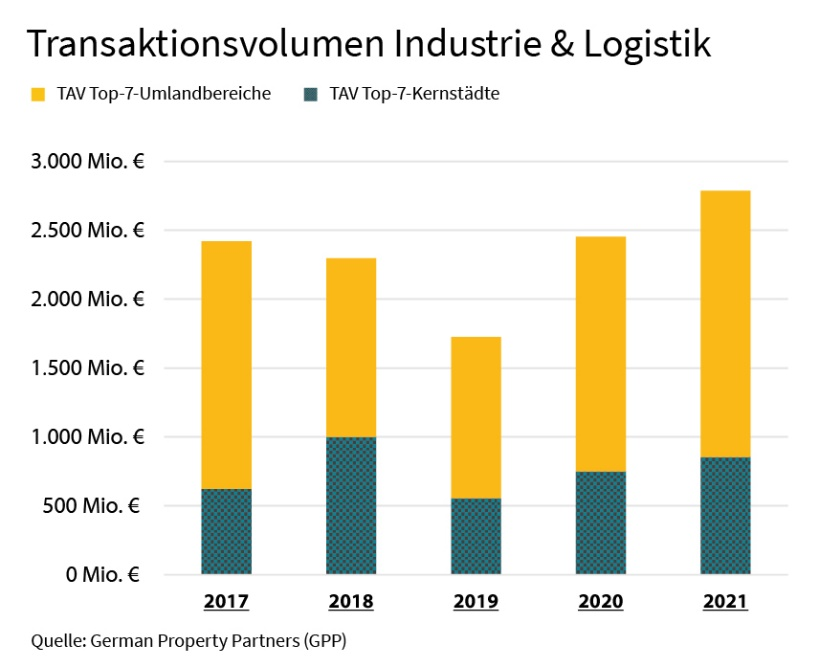 Transaktionsvolumen Industrie & Logistik
TAV Top-7-Umlandbereiche TAV Top-7-Kernstädte
3.000 Mio. €
2.500 Mio. €
2.000 Mio. €
1.500 Mio. €
1.000 Mio. €
500 Mio. €
0 Mio. €
2017 2018 2019 2020 2021
Quelle: German Property Partners (GPP)